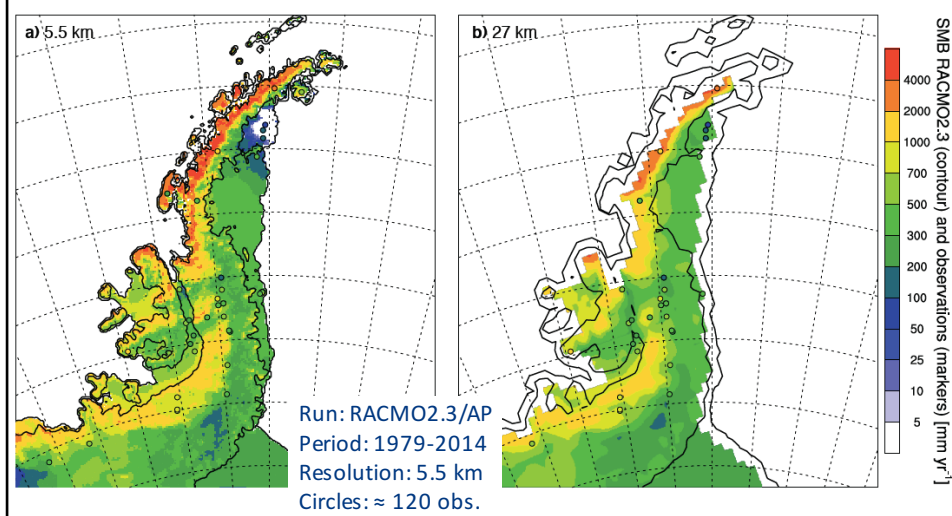 a) 5.5 km
b) 27 km
4000
2000
1000
700
500
300
200
100
50
25
10
5
SMB RACMO2.3 (contour) and observations (markers) [mm yr-1]
Run: RACMO2.3/AP
Period: 1979-2014
Resolution: 5.5 km
Circles: ≈ 120 obs.